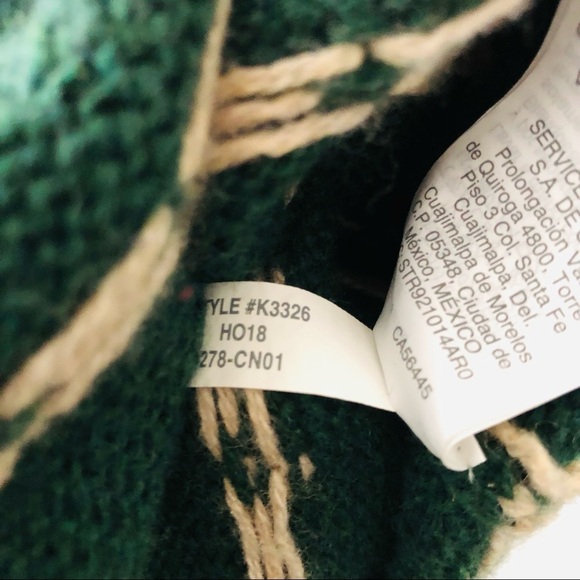 TYLE #K3326
HO18
278-CN01
SERVIC
S.A. DE
Prolongación V
de Quiroga 4800, Torre
Piso 3 Col. Santa Fe
Cuajimalpa, Del.
Cuajimalpa de Morelos
C.P. 05348, Ciudad de
México, MÉXICO
STR921014AR0
CA56445